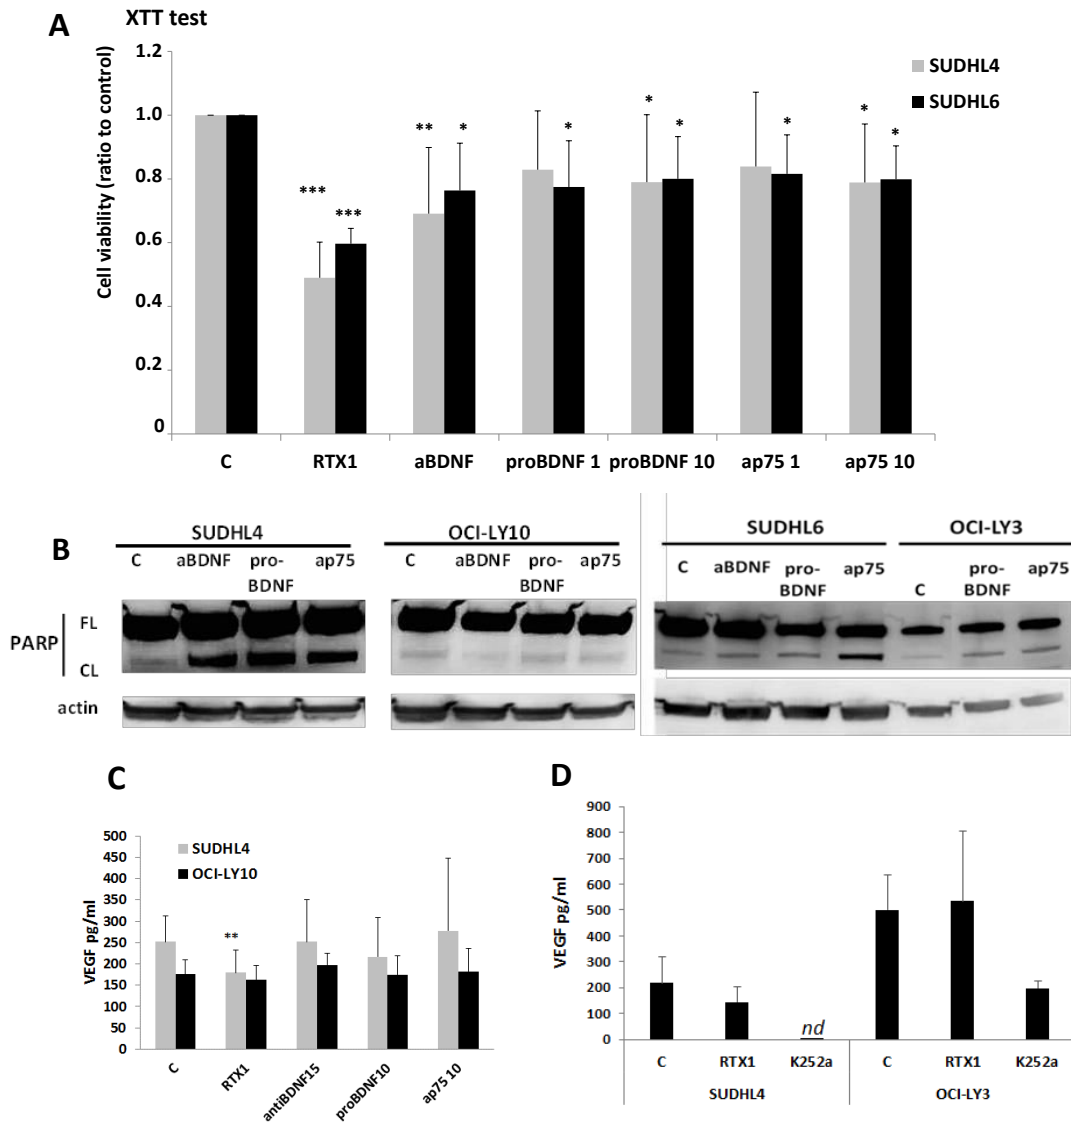 A
XTT test
Cell viability (ratio to control)
1.2
1.0
0.8
0.6
0.4
0.2
0
SUDHL4
SUDHL6
***
***
**
*
*
*
*
*
*
*
C RTX1 aBDNF proBDNF 1 proBDNF 10 ap75 1 ap75 10
B
SUDHL4
C aBDNF pro-BDNF ap75
OCI-LY10
C aBDNF pro-BDNF ap75
SUDHL6
C aBDNF pro-BDNF ap75
OCI-LY3
C pro-BDNF ap75
PARP
FL
CL
actin
C
VEGF pg/ml
500
450
400
350
300
250
200
150
100
50
0
SUDHL4
OCI-LY10
**
C RTX1 antiBDNF15 proBDNF10 ap75 10
D
VEGF pg/ml
900
800
700
600
500
400
300
200
100
0
nd
C RTX1 K252a C RTX1 K252a
SUDHL4 OCI-LY3